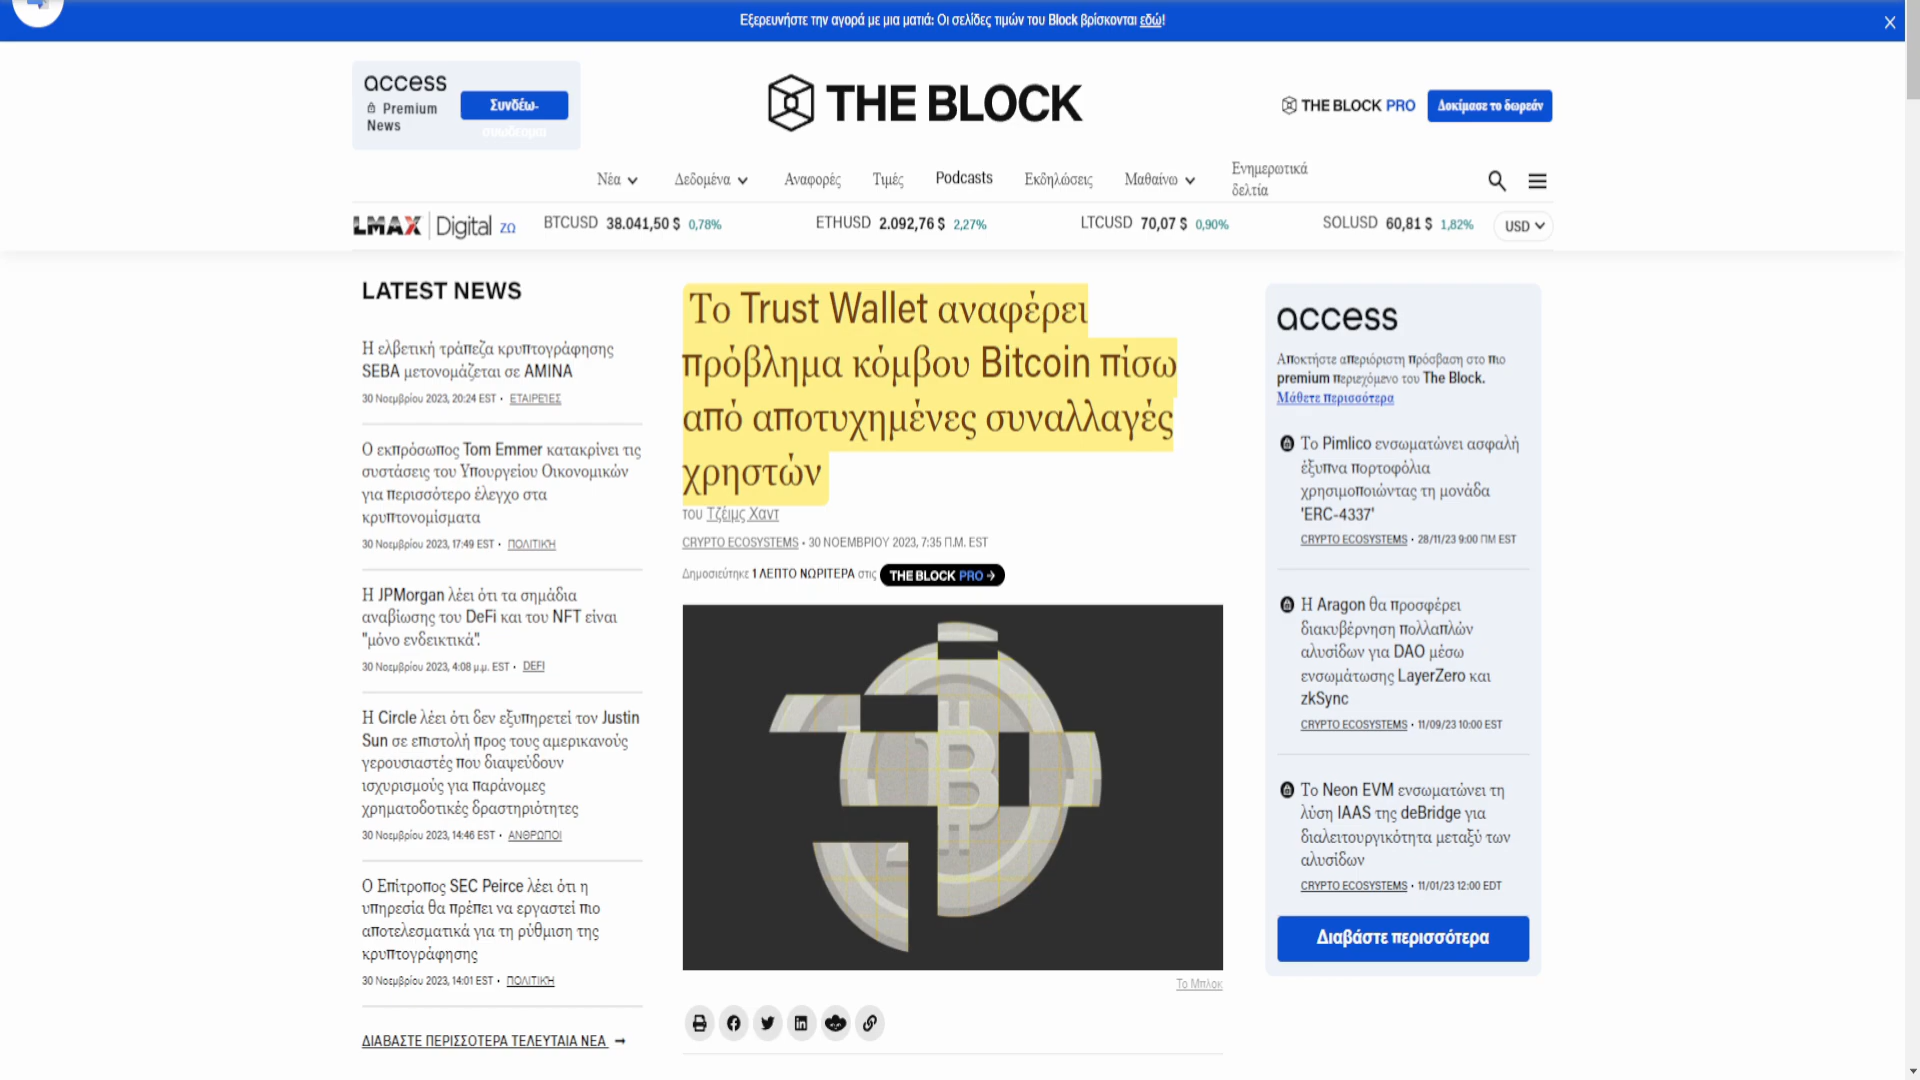 Εξερευνήστε την αγορά με μια ματιά: Οι σελίδες τιμών του Block βρίσκονται εδώ!
access
Premium
News
Συνδέω-
συνδέομαι
THE BLOCK
THE BLOCK PRO
Δοκίμασε το δωρεάν
Νέα
Δεδομένα
Αναφορές
Τιμές
Podcasts
Εκδηλώσεις
Μαθαίνω
Ενημερωτικά
δελτία
LMAX Digital ΖΩ
BTCUSD 38.041,50 $ 0,78%
ETHUSD 2.092,76 $ 2,27%
LTCUSD 70,07 $ 0,90%
SOLUSD 60,81 $ 1,82%
USD
LATEST NEWS
Η ελβετική τράπεζα κρυπτογράφησης
SEBA μετονομάζεται σε AMINA
30 Νοεμβρίου 2023, 20:24 EST • ΕΤΑΙΡΕΊΕΣ
Ο εκπρόσωπος Tom Emmer κατακρίνει τις
συστάσεις του Υπουργείου Οικονομικών
για περισσότερο έλεγχο στα
κρυπτονομίσματα
30 Νοεμβρίου 2023, 17:49 EST • ΠΟΛΙΤΙΚΉ
Η JPMorgan λέει ότι τα σημάδια
αναβίωσης του DeFi και του NFT είναι
"μόνο ενδεικτικά".
30 Νοεμβρίου 2023, 4:08 μ.μ. EST • DEFI
Η Circle λέει ότι δεν εξυπηρετεί τον Justin
Sun σε επιστολή προς τους αμερικανούς
γερουσιαστές που διαψεύδουν
ισχυρισμούς για παράνομες
χρηματοδοτικές δραστηριότητες
30 Νοεμβρίου 2023, 14:46 EST • ΑΝΘΡΩΠΟΙ
Ο Επίτροπος SEC Peirce λέει ότι η
υπηρεσία θα πρέπει να εργαστεί πιο
αποτελεσματικά για τη ρύθμιση της
κρυπτογράφησης
30 Νοεμβρίου 2023, 14:01 EST • ΠΟΛΙΤΙΚΉ
ΔΙΑΒΑΣΤΕ ΠΕΡΙΣΣΟΤΕΡΑ ΤΕΛΕΥΤΑΙΑ ΝΕΑ →
Το Trust Wallet αναφέρει
πρόβλημα κόμβου Bitcoin πίσω
από αποτυχημένες συναλλαγές
χρηστών
του Τζέιμς Χαντ
CRYPTO ECOSYSTEMS • 30 ΝΟΕΜΒΡΙΟΥ 2023, 7:35 Π.Μ. EST
Δημοσιεύτηκε 1 ΛΕΠΤΟ ΝΩΡΙΤΕΡΑ στις THE BLOCK PRO →
Το Μπλοκ
access
Αποκτήστε απεριόριστη πρόσβαση στο πιο
premium περιεχόμενο του The Block.
Μάθετε περισσότερα
Το Pimlico ενσωματώνει ασφαλή
έξυπνα πορτοφόλια
χρησιμοποιώντας τη μονάδα
'ERC-4337'
CRYPTO ECOSYSTEMS • 28/11/23 9:00 ΠΜ EST
Η Aragon θα προσφέρει
διακυβέρνηση πολλαπλών
αλυσίδων για DAO μέσω
ενσωμάτωσης LayerZero και
zkSync
CRYPTO ECOSYSTEMS • 11/09/23 10:00 EST
Το Neon EVM ενσωματώνει τη
λύση IAAS της deBridge για
διαλειτουργικότητα μεταξύ των
αλυσίδων
CRYPTO ECOSYSTEMS • 11/01/23 12:00 EDT
Διαβάστε περισσότερα